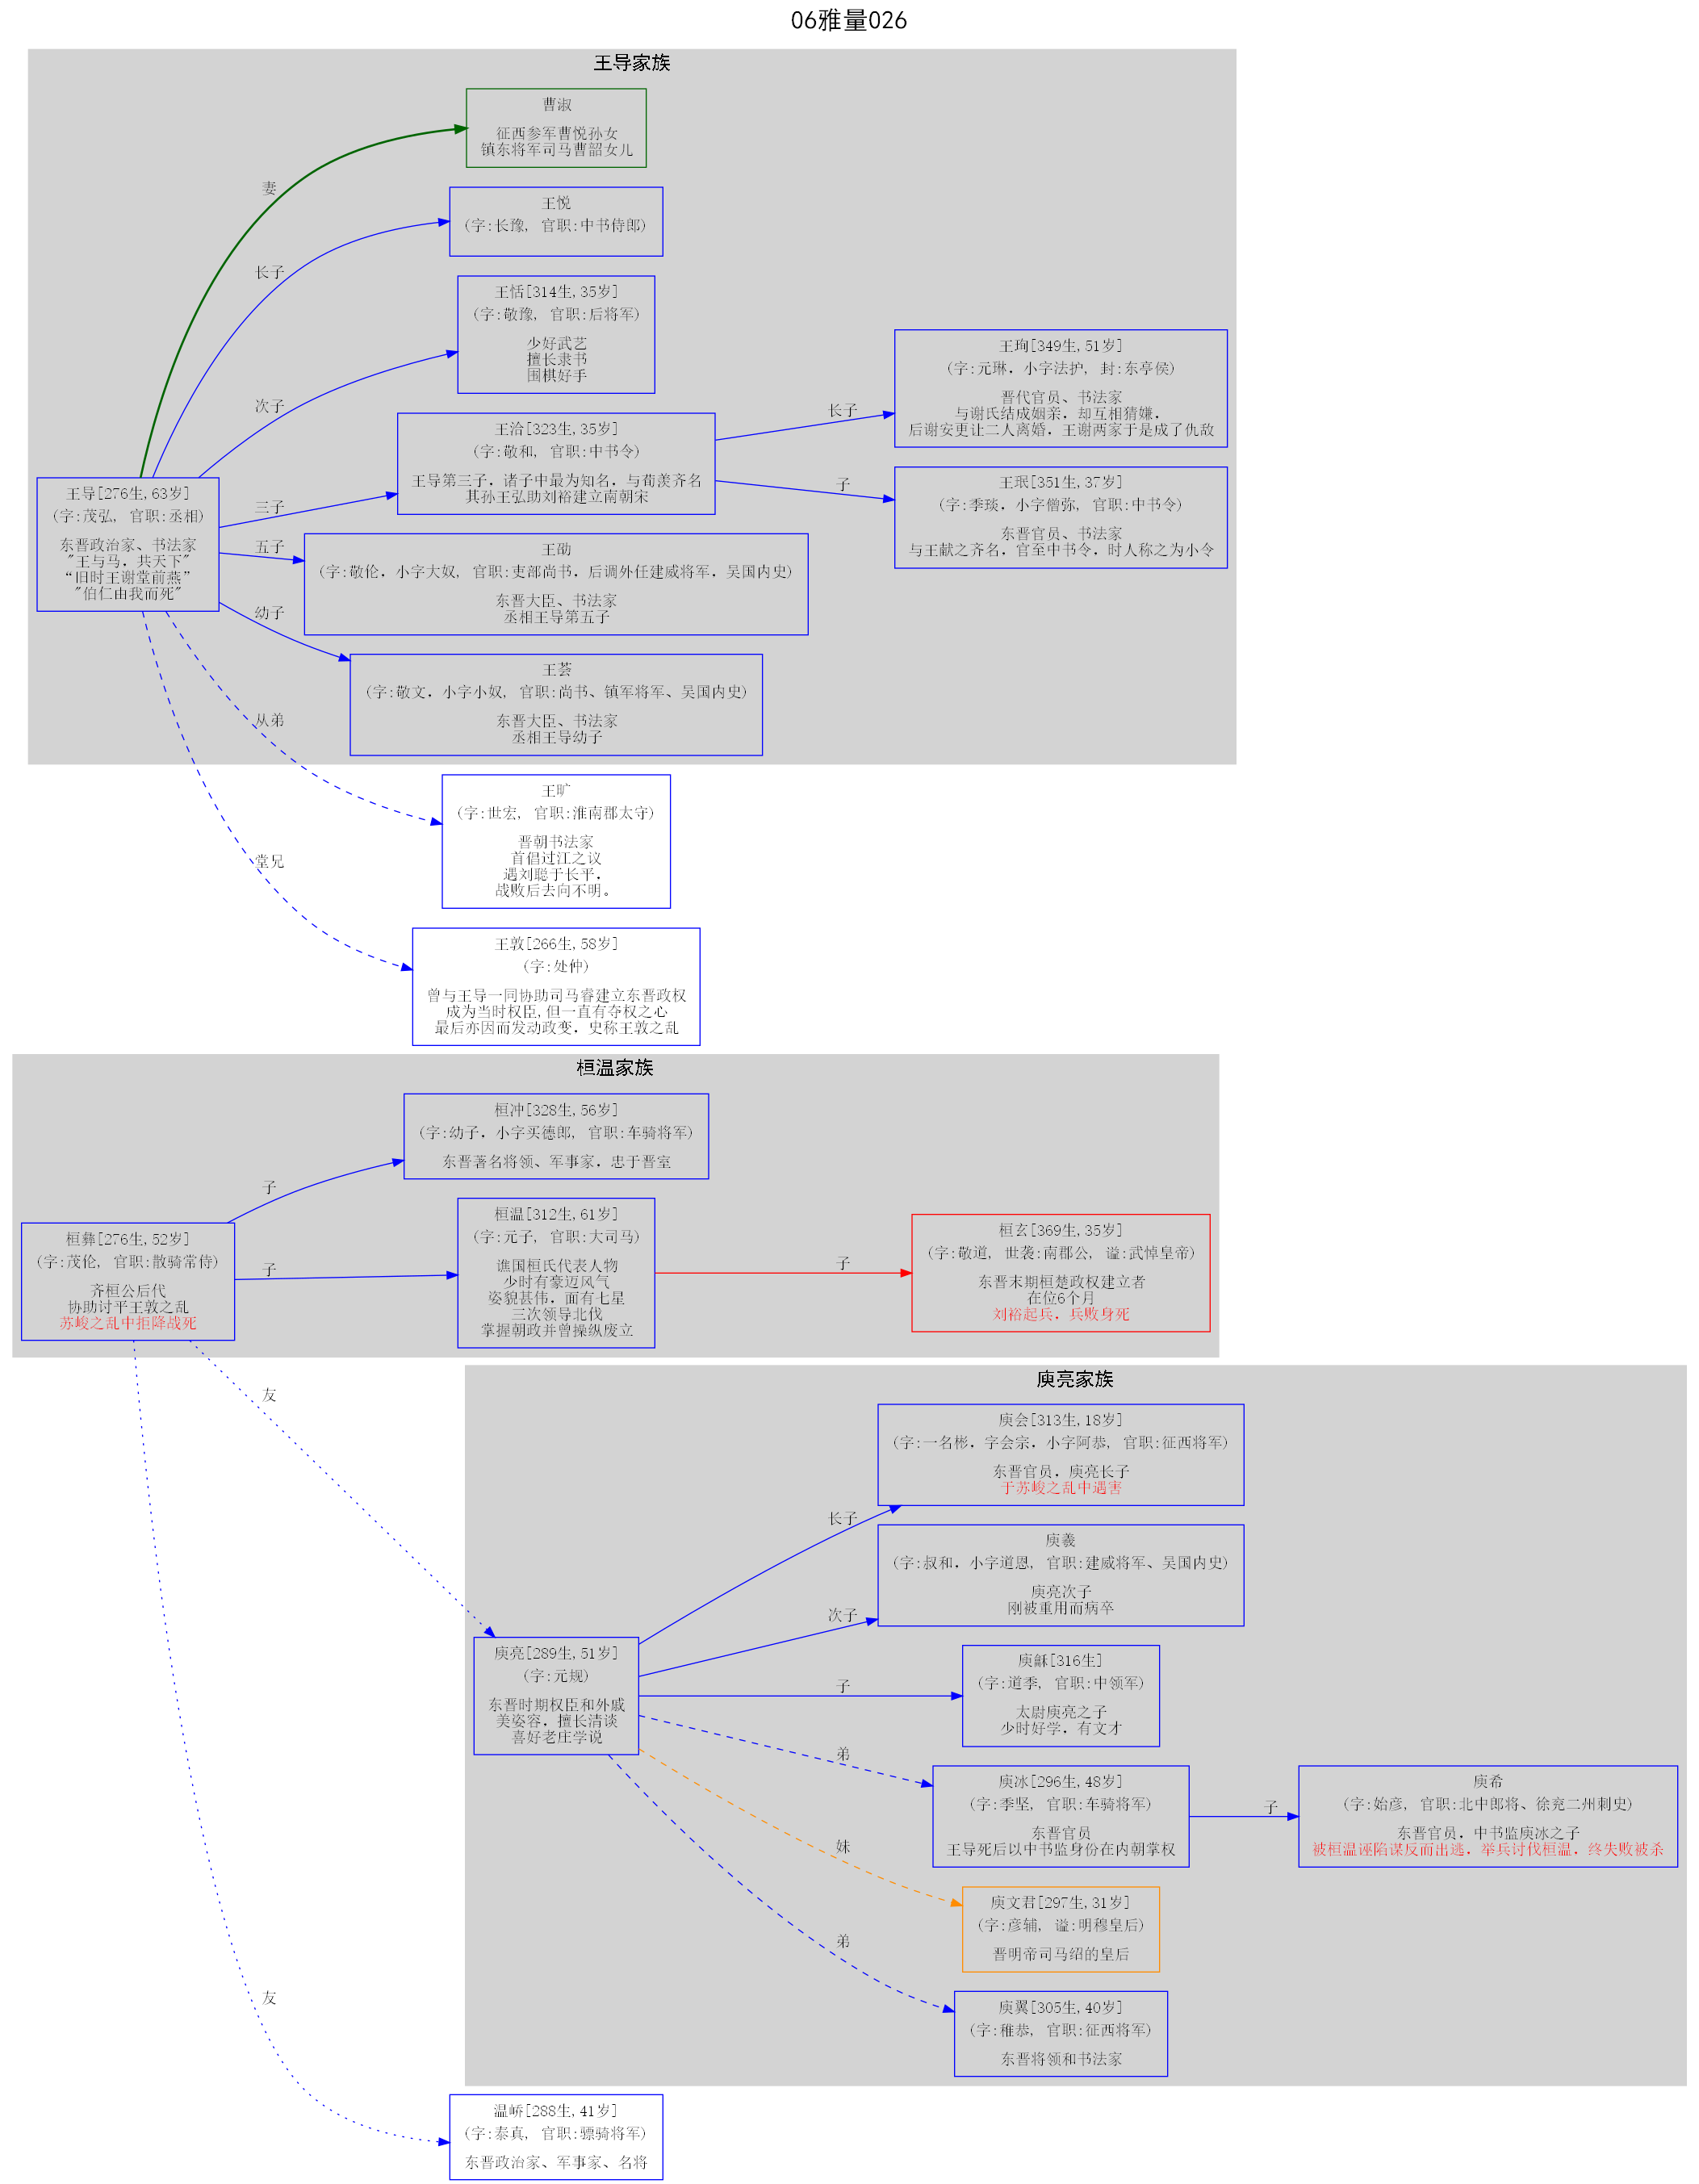 06雅量026
王导家族
曹淑
征西参军曹悦孙女
镇东将军司马曹韶女儿
妻
王悦
(字:长豫, 官职:中书侍郎)
长子
王恬[314生,35岁]
(字:敬豫, 官职:后将军)
少好武艺
擅长隶书
围棋好手
次子
王洽[323生,35岁]
(字:敬和, 官职:中书令)
王导第三子，诸子中最为知名，与荀羡齐名
其孙王弘助刘裕建立南朝宋
三子
王珣[349生,51岁]
(字:元琳，小字法护, 封:东亭侯)
晋代官员、书法家
与谢氏结成姻亲，却互相猜嫌，
后谢安更让二人离婚，王谢两家于是成了仇敌
长子
王珉[351生,37岁]
(字:季琰，小字僧弥, 官职:中书令)
东晋官员、书法家
与王献之齐名，官至中书令，时人称之为小令
子
王导[276生,63岁]
(字:茂弘, 官职:丞相)
东晋政治家、书法家
"王与马，共天下"
“旧时王谢堂前燕”
"伯仁由我而死"
五子
王劭
(字:敬伦，小字大奴, 官职:吏部尚书，后调外任建威将军，吴国内史)
东晋大臣、书法家
丞相王导第五子
幼子
王荟
(字:敬文，小字小奴, 官职:尚书、镇军将军、吴国内史)
东晋大臣、书法家
丞相王导幼子
从弟
王旷
(字:世宏, 官职:淮南郡太守)
晋朝书法家
首倡过江之议
遇刘聪于长平，
战败后去向不明。
堂兄
王敦[266生,58岁]
(字:处仲)
曾与王导一同协助司马睿建立东晋政权
成为当时权臣,但一直有夺权之心
最后亦因而发动政变，史称王敦之乱
桓温家族
桓冲[328生,56岁]
(字:幼子，小字买德郎, 官职:车骑将军)
东晋著名将领、军事家，忠于晋室
子
桓彝[276生,52岁]
(字:茂伦, 官职:散骑常侍)
齐桓公后代
协助讨平王敦之乱
苏峻之乱中拒降战死
子
桓温[312生,61岁]
(字:元子, 官职:大司马)
谯国桓氏代表人物
少时有豪迈风气
姿貌甚伟，面有七星
三次领导北伐
掌握朝政并曾操纵废立
子
桓玄[369生,35岁]
(字:敬道, 世袭:南郡公, 谥:武悼皇帝)
东晋末期桓楚政权建立者
在位6个月
刘裕起兵，兵败身死
友
庾亮家族
庾会[313生,18岁]
(字:一名彬，字会宗，小字阿恭, 官职:征西将军)
东晋官员，庾亮长子
于苏峻之乱中遇害
长子
庾羲
(字:叔和，小字道恩, 官职:建威将军、吴国内史)
庾亮次子
刚被重用而病卒
次子
庾亮[289生,51岁]
(字:元规)
东晋时期权臣和外戚
美姿容，擅长清谈
喜好老庄学说
子
庾龢[316生]
(字:道季, 官职:中领军)
太尉庾亮之子
少时好学，有文才
弟
庾冰[296生,48岁]
(字:季坚, 官职:车骑将军)
东晋官员
王导死后以中书监身份在内朝掌权
子
庾希
(字:始彦, 官职:北中郎将、徐兖二州刺史)
东晋官员，中书监庾冰之子
被桓温诬陷谋反而出逃，举兵讨伐桓温，终失败被杀
妹
庾文君[297生,31岁]
(字:彦辅, 谥:明穆皇后)
晋明帝司马绍的皇后
弟
庾翼[305生,40岁]
(字:稚恭, 官职:征西将军)
东晋将领和书法家
友
温峤[288生,41岁]
(字:泰真, 官职:骠骑将军)
东晋政治家、军事家、名将